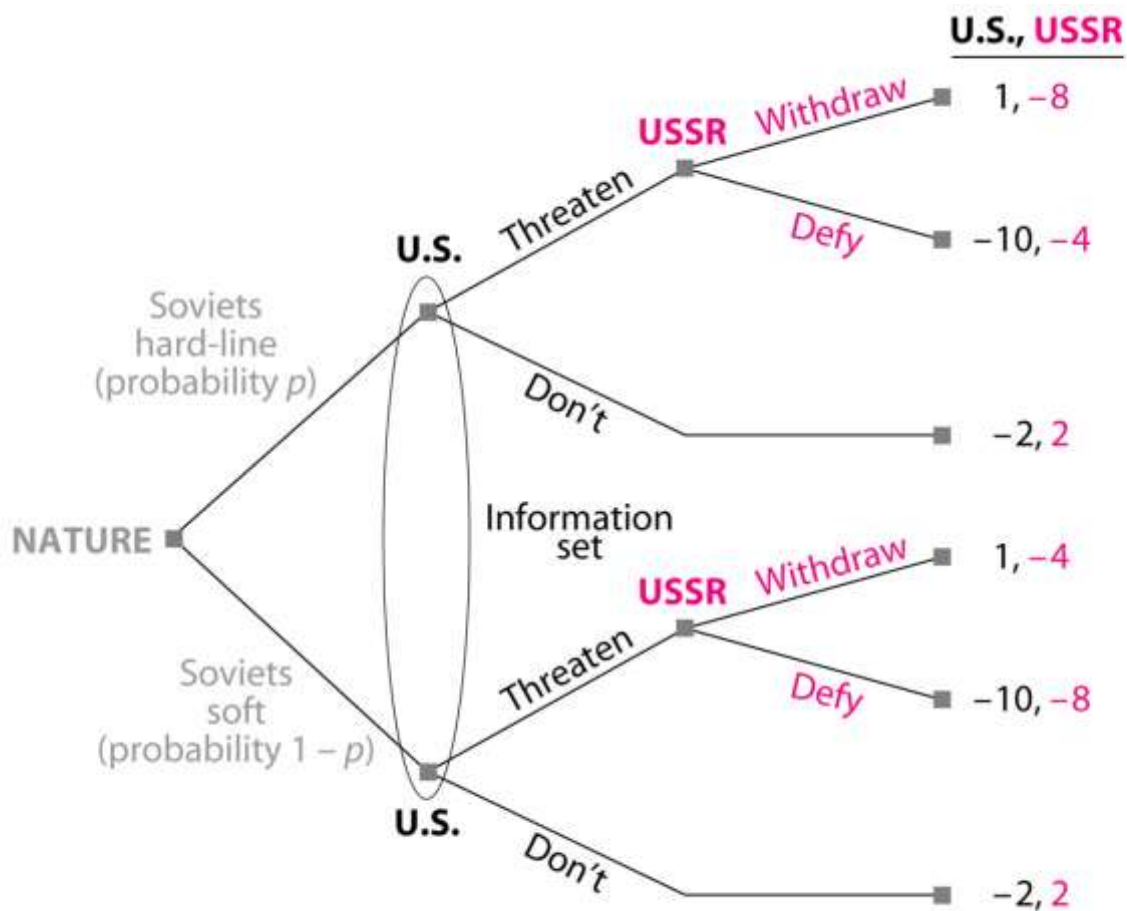 U.S., USSR
Withdraw
1, –8
USSR
Threaten
Defy
–10, –4
U.S.
Soviets
hard-line
(probability p)
Don't
–2, 2
NATURE
Information
set
Withdraw
1, –4
USSR
Threaten
Defy
–10, –8
Soviets
soft
(probability 1 – p)
U.S.
Don't
–2, 2